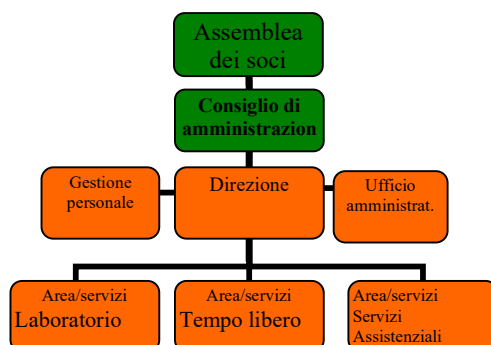 Assemblea
dei soci
Consiglio di
amministrazion
Gestione
personale
Direzione
Ufficio
amministrat.
Area/servizi
Laboratorio
Area/servizi
Tempo libero
Area/servizi
Servizi
Assistenziali